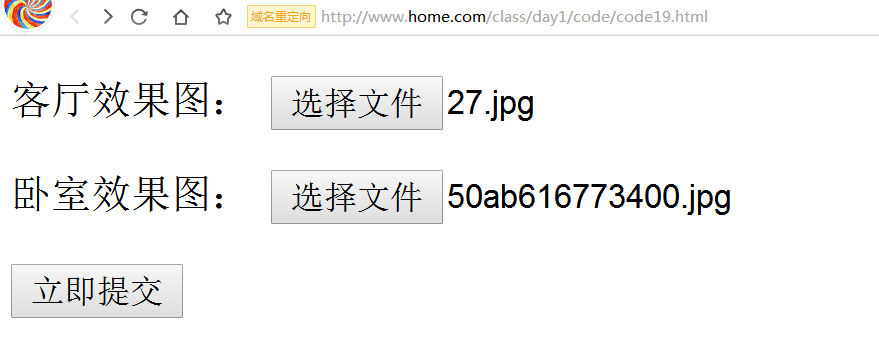 域名重定向 http://www.home.com/class/day1/code/code19.html
客厅效果图： 选择文件 27.jpg
卧室效果图： 选择文件 50ab616773400.jpg
立即提交